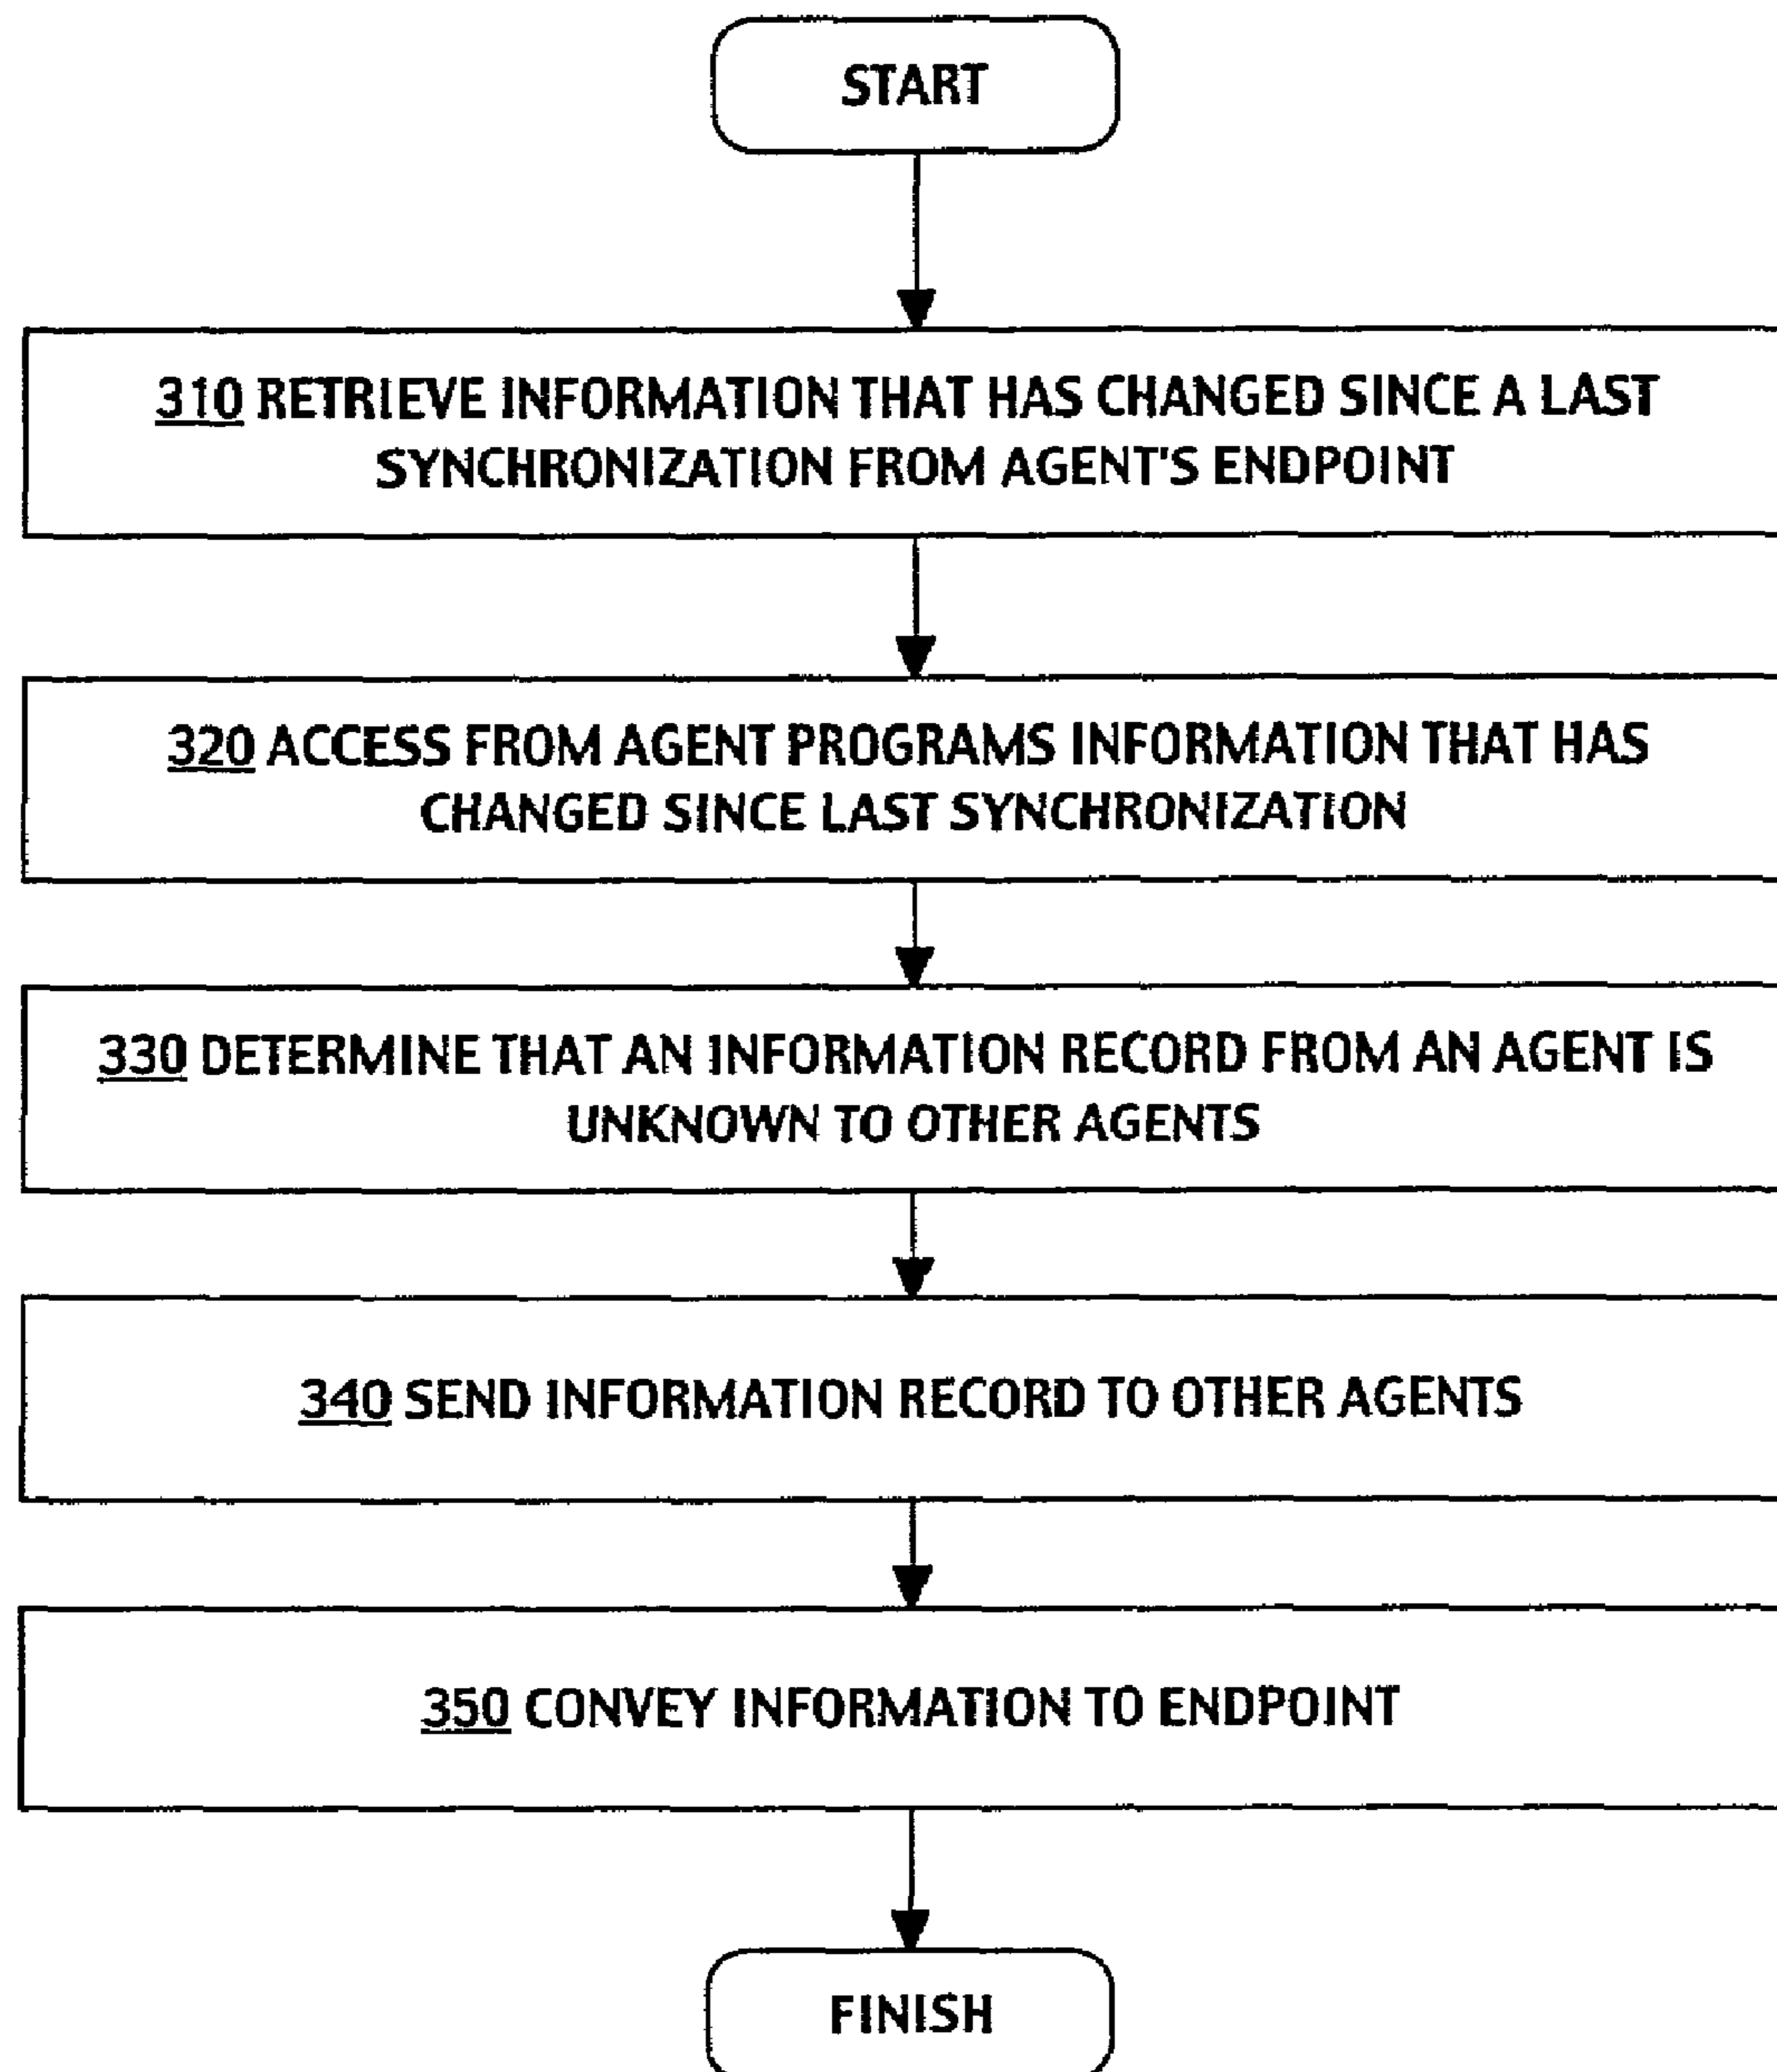 START
310 RETRIEVE INFORMATION THAT HAS CHANGED SINCE A LAST
SYNCHRONIZATION FROM AGENT'S ENDPOINT
320 ACCESS FROM AGENT PROGRAMS INFORMATION THAT HAS
CHANGED SINCE LAST SYNCHRONIZATION
330 DETERMINE THAT AN INFORMATION RECORD FROM AN AGENT IS
UNKNOWN TO OTHER AGENTS
340 SEND INFORMATION RECORD TO OTHER AGENTS
350 CONVEY INFORMATION TO ENDPOINT
FINISH